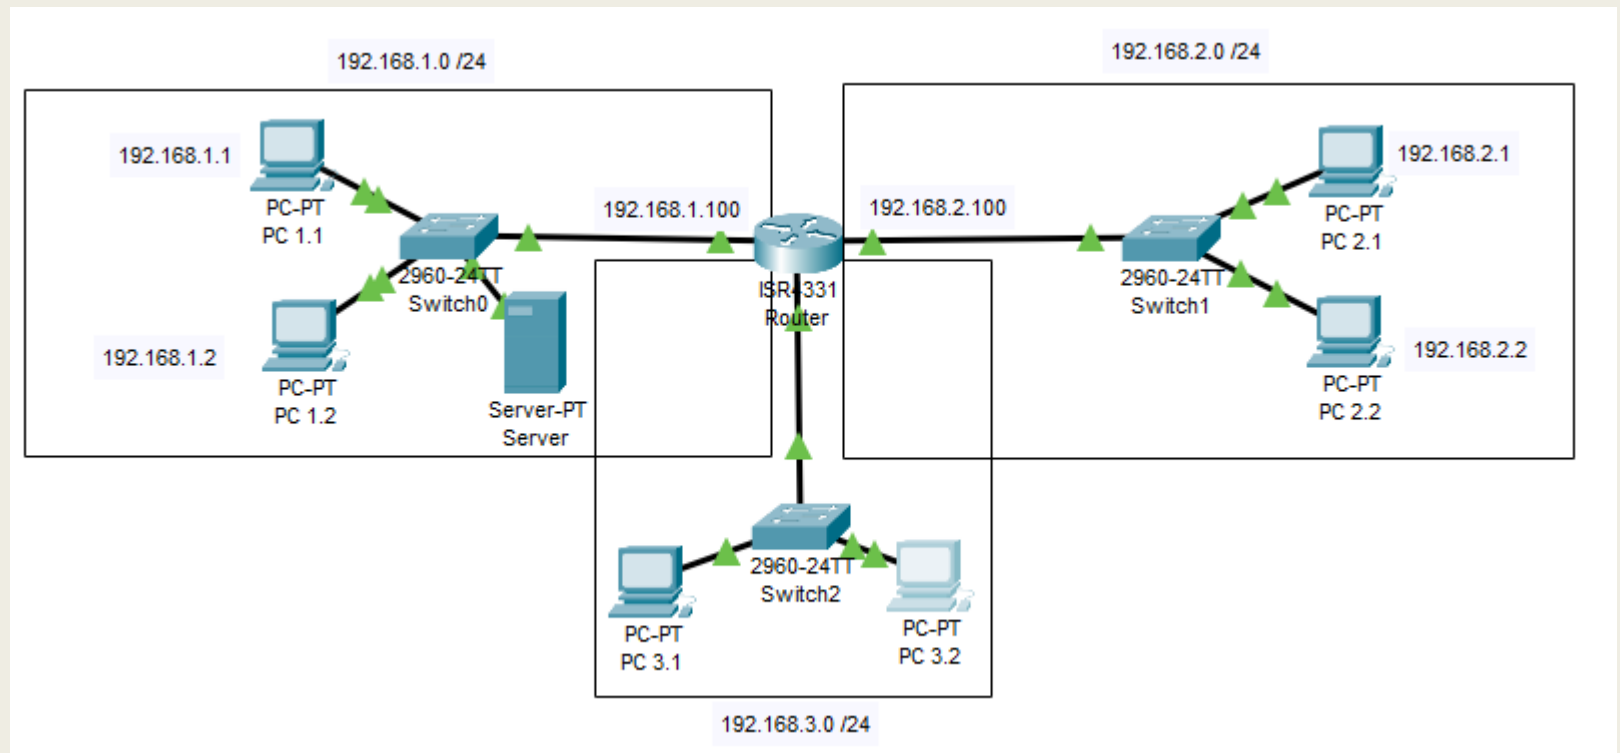 192.168.1.0 /24
192.168.2.0 /24
192.168.1.1
PC-PT
PC 1.1
192.168.1.100
192.168.2.100
192.168.2.1
PC-PT
PC 2.1
2960-24TT
Switch0
ISR4331
Router
2960-24TT
Switch1
192.168.1.2
PC-PT
PC 1.2
Server-PT
Server
192.168.2.2
PC-PT
PC 2.2
2960-24TT
Switch2
PC-PT
PC 3.1
PC-PT
PC 3.2
192.168.3.0 /24